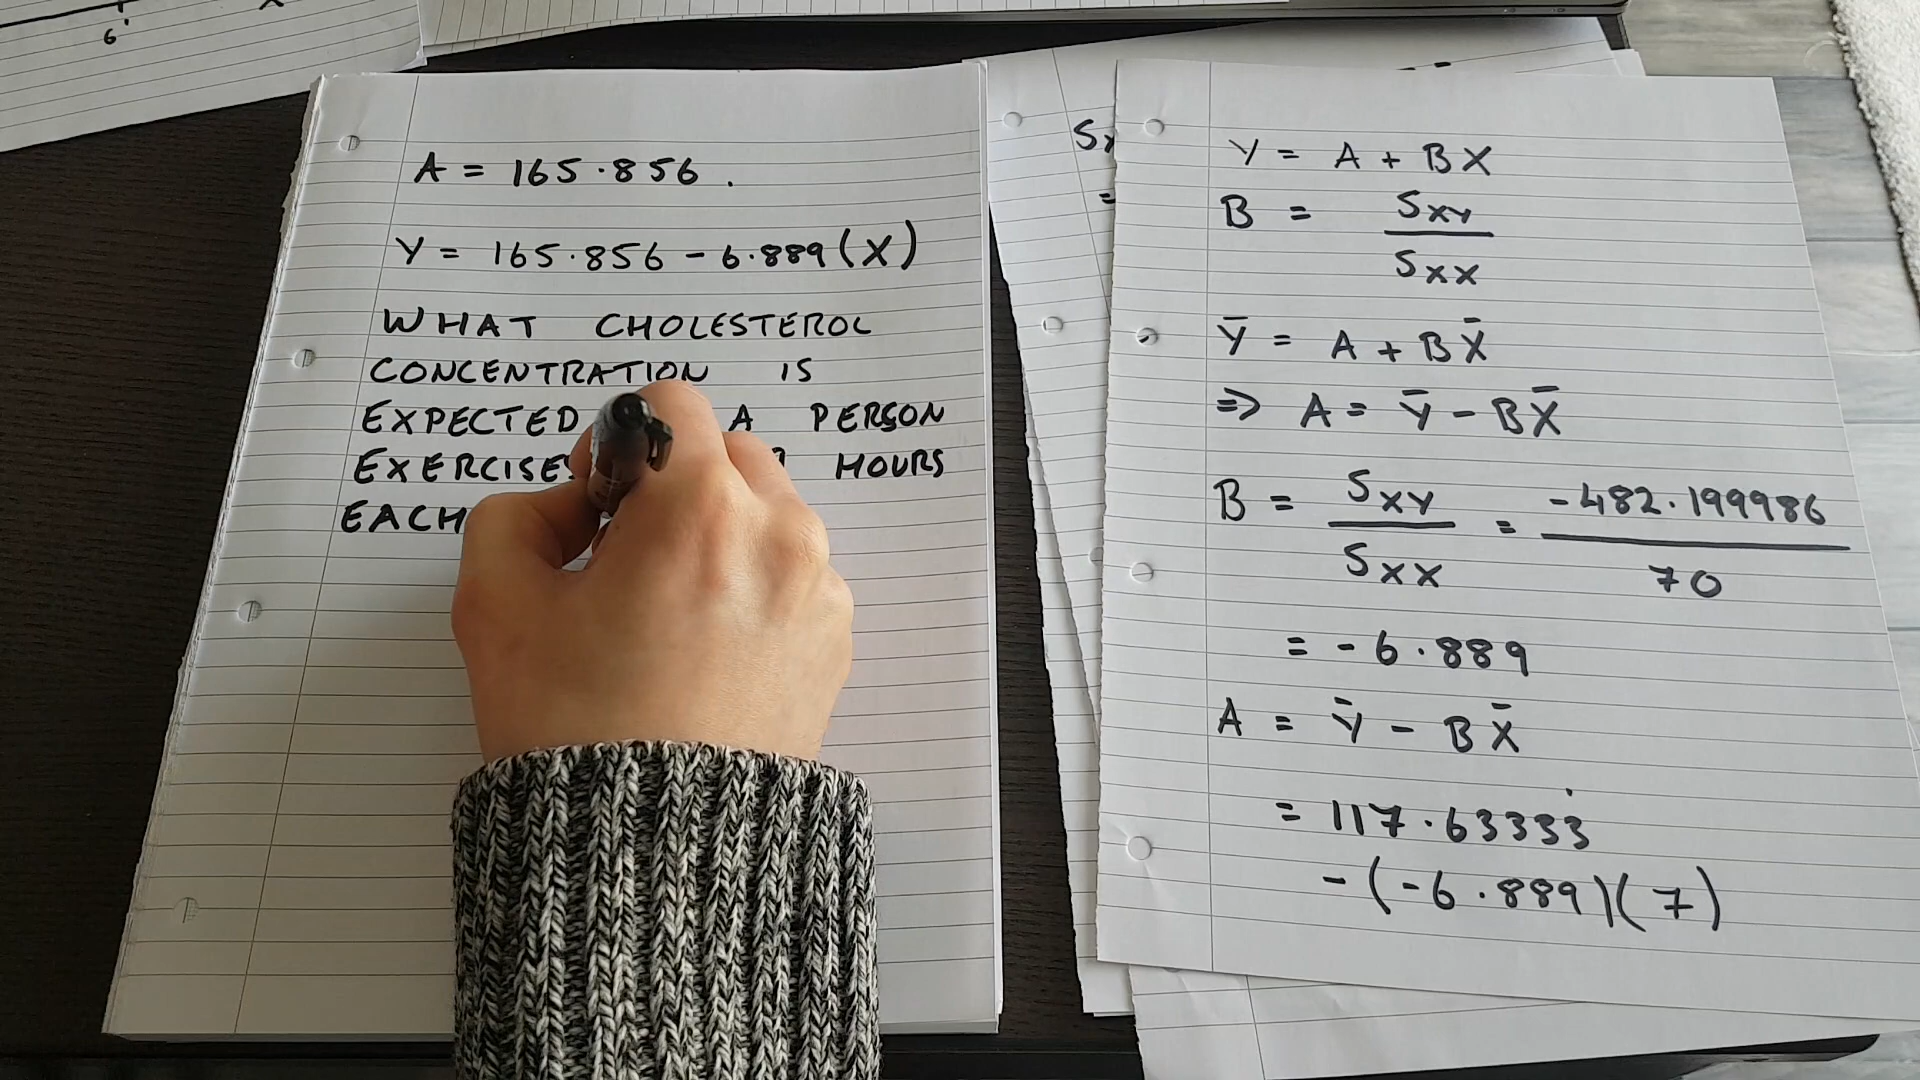 6
A = 165.856.
Y = 165.856 - 6.889(X)
WHAT CHOLESTEROL
CONCENTRATION IS
EXPECTED A PERSON
EXERCISES HOURS
EACH
Y = A + BX
B = SXY
SXX
Ȳ = A + BX̄
=> A = Ȳ - BX̄
B = SXY = -482.199986
SXX 70
= -6.889
A = Ȳ - BX̄
= 117.63333̇
-(-6.889)(7)